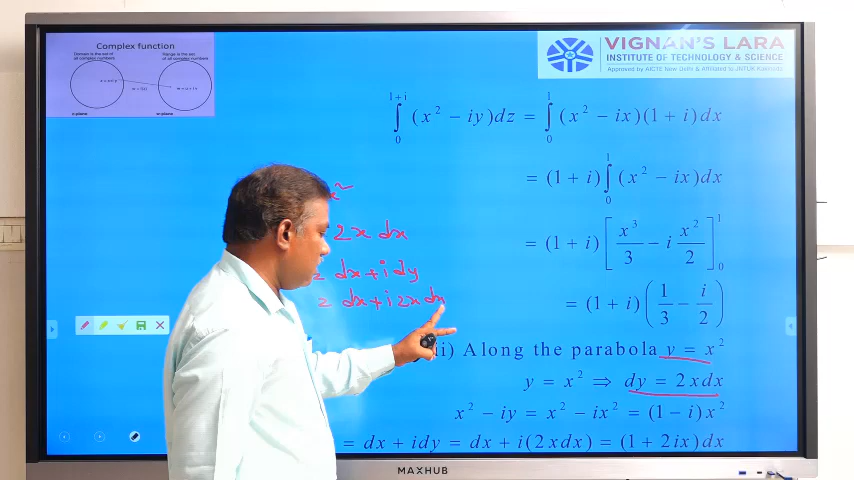 Complex function
Domain is the set of all complex numbers
Range is the set of all complex numbers
z-plane
w-plane
VIGNAN'S LARA
INSTITUTE OF TECHNOLOGY & SCIENCE
Approved by AICTE New Delhi & Affiliated to JNTUK Kakinada
∫₀¹⁺ⁱ (x² − iy)dz = ∫₀¹ (x² − ix)(1 + i)dx
= (1 + i)∫₀¹ (x² − ix)dx
= (1 + i)[x³/3 − i x²/2]₀¹
= (1 + i)(1/3 − i/2)
x²
2x dx
= dx + i dy
= dx + i 2x dx
ii) Along the parabola y = x²
y = x² ⇒ dy = 2xdx
x² − iy = x² − ix² = (1 − i)x²
= dx + idy = dx + i(2xdx) = (1 + 2ix)dx
MAXHUB